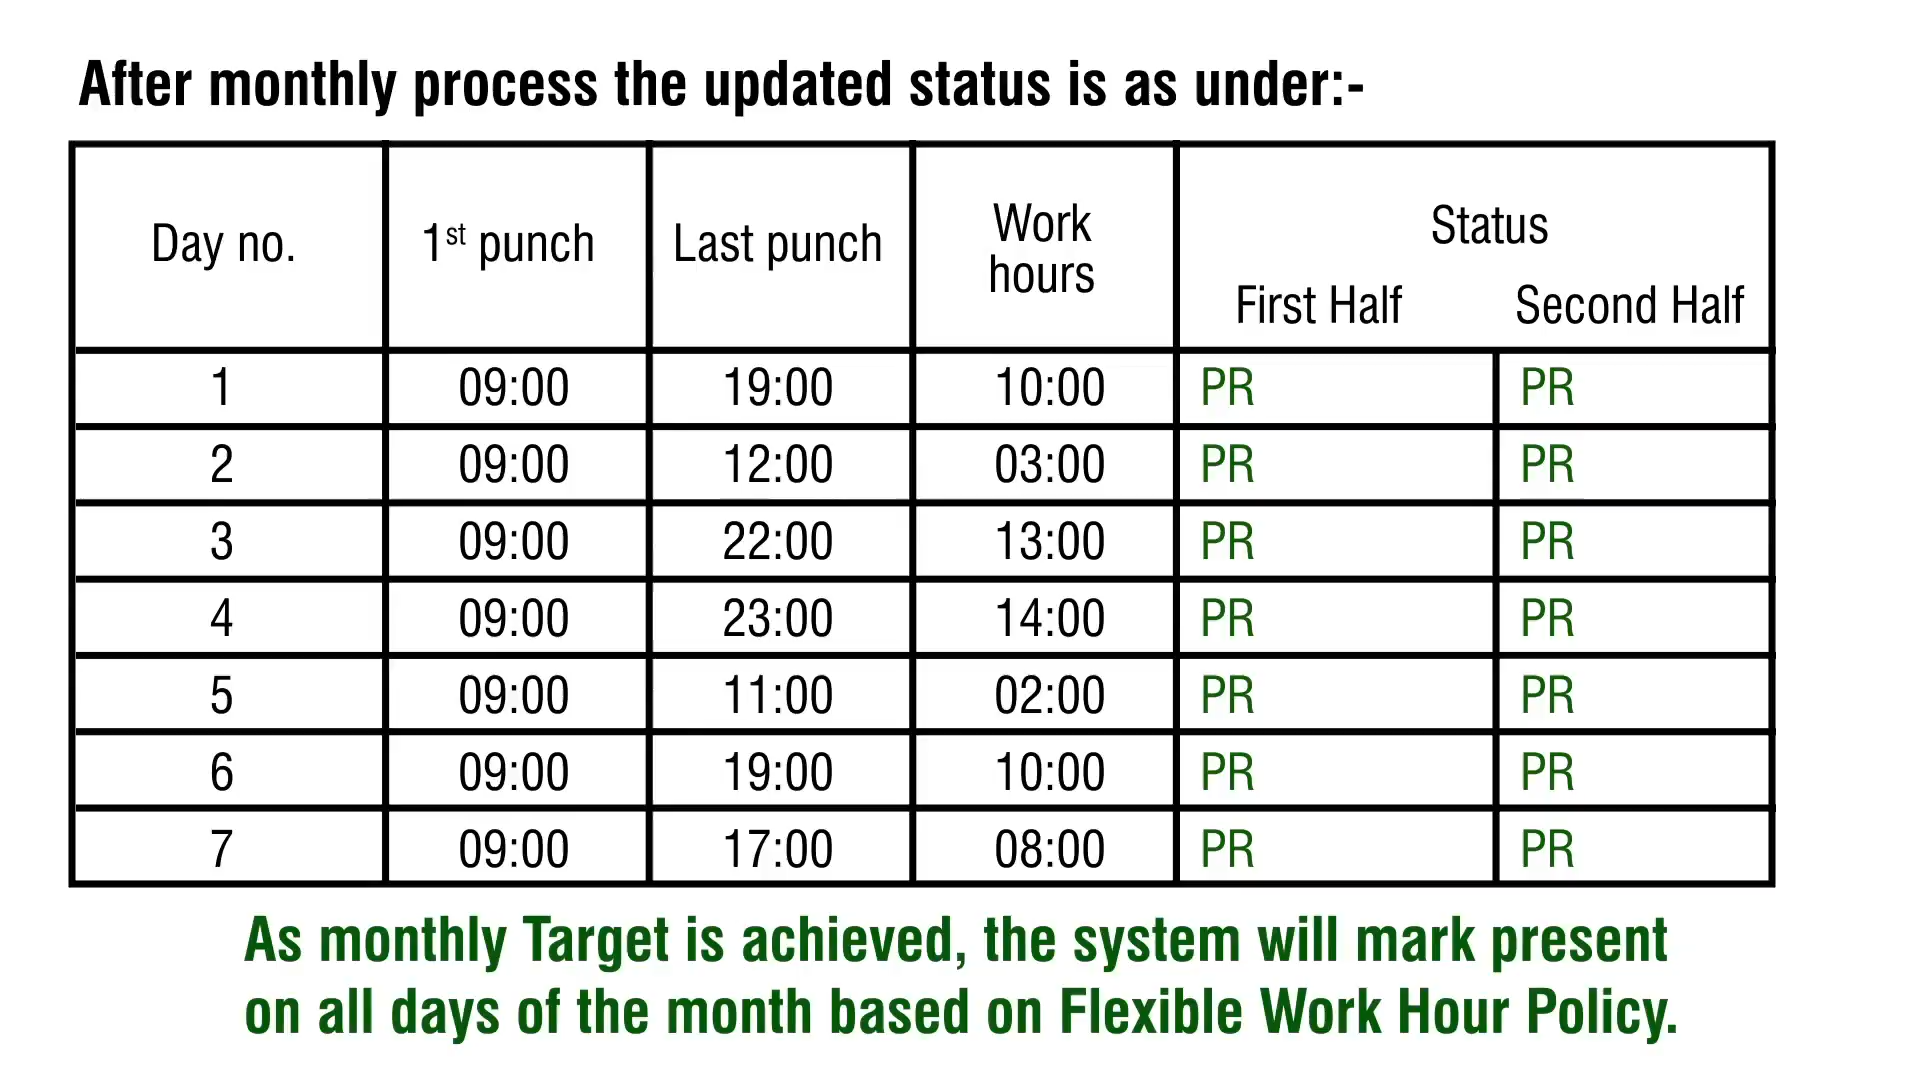 After monthly process the updated status is as under:-
Day no. 1st punch Last punch Work hours Status
First Half Second Half
1 09:00 19:00 10:00 PR PR
2 09:00 12:00 03:00 PR PR
3 09:00 22:00 13:00 PR PR
4 09:00 23:00 14:00 PR PR
5 09:00 11:00 02:00 PR PR
6 09:00 19:00 10:00 PR PR
7 09:00 17:00 08:00 PR PR
As monthly Target is achieved, the system will mark present
on all days of the month based on Flexible Work Hour Policy.